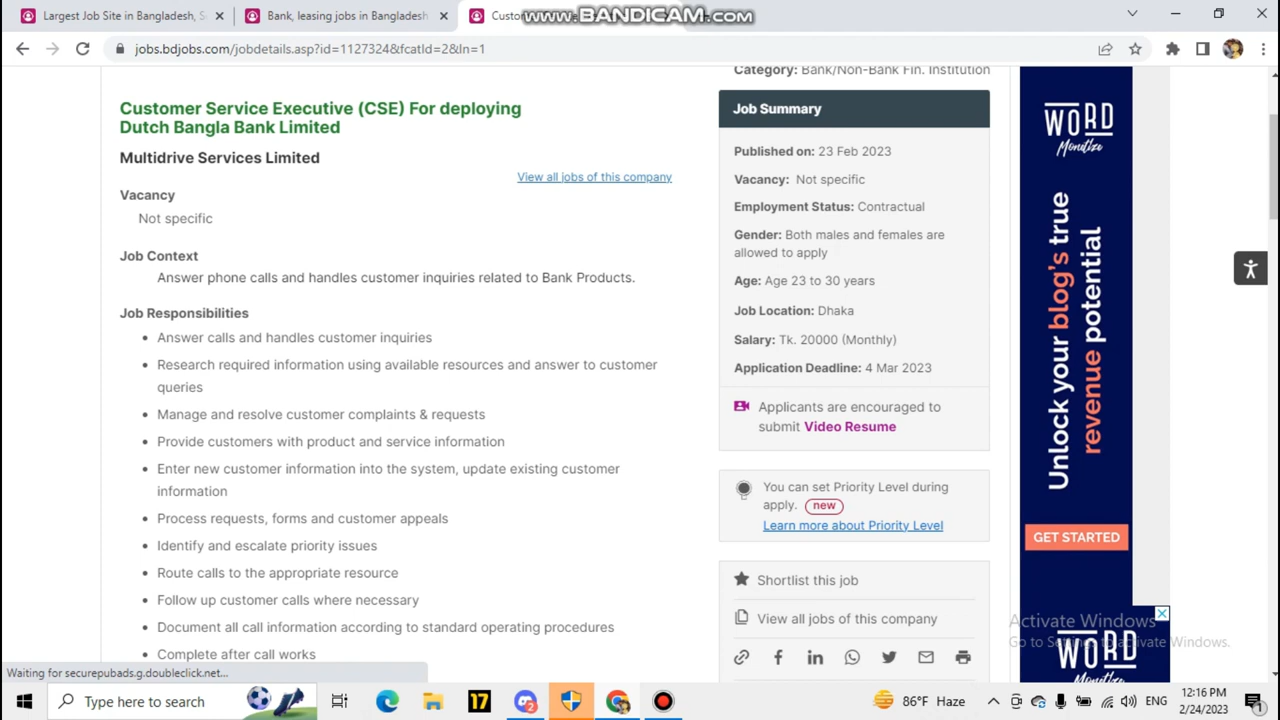 Largest Job Site in Bangladesh, S
Bank, leasing jobs in Bangladesh
Custo
www.BANDICAM.com
jobs.bdjobs.com/jobdetails.asp?id=1127324&fcatId=2&ln=1
Category: Bank/Non-Bank Fin. Institution
Customer Service Executive (CSE) For deploying
Dutch Bangla Bank Limited
Multidrive Services Limited
View all jobs of this company
Vacancy
Not specific
Job Context
Answer phone calls and handles customer inquiries related to Bank Products.
Job Responsibilities
Answer calls and handles customer inquiries
Research required information using available resources and answer to customer
queries
Manage and resolve customer complaints & requests
Provide customers with product and service information
Enter new customer information into the system, update existing customer
information
Process requests, forms and customer appeals
Identify and escalate priority issues
Route calls to the appropriate resource
Follow up customer calls where necessary
Document all call information according to standard operating procedures
Complete after call works
Job Summary
Published on: 23 Feb 2023
Vacancy: Not specific
Employment Status: Contractual
Gender: Both males and females are
allowed to apply
Age: Age 23 to 30 years
Job Location: Dhaka
Salary: Tk. 20000 (Monthly)
Application Deadline: 4 Mar 2023
Applicants are encouraged to
submit Video Resume
You can set Priority Level during
apply. new
Learn more about Priority Level
Shortlist this job
View all jobs of this company
WORD
Monetize
Unlock your blog's true
revenue potential
GET STARTED
WORD
Activate Windows
Go to Settings to activate Windows.
Waiting for securepubads.g.doubleclick.net...
Type here to search
17
2
86°F Haze
ENG
12:16 PM
2/24/2023
1